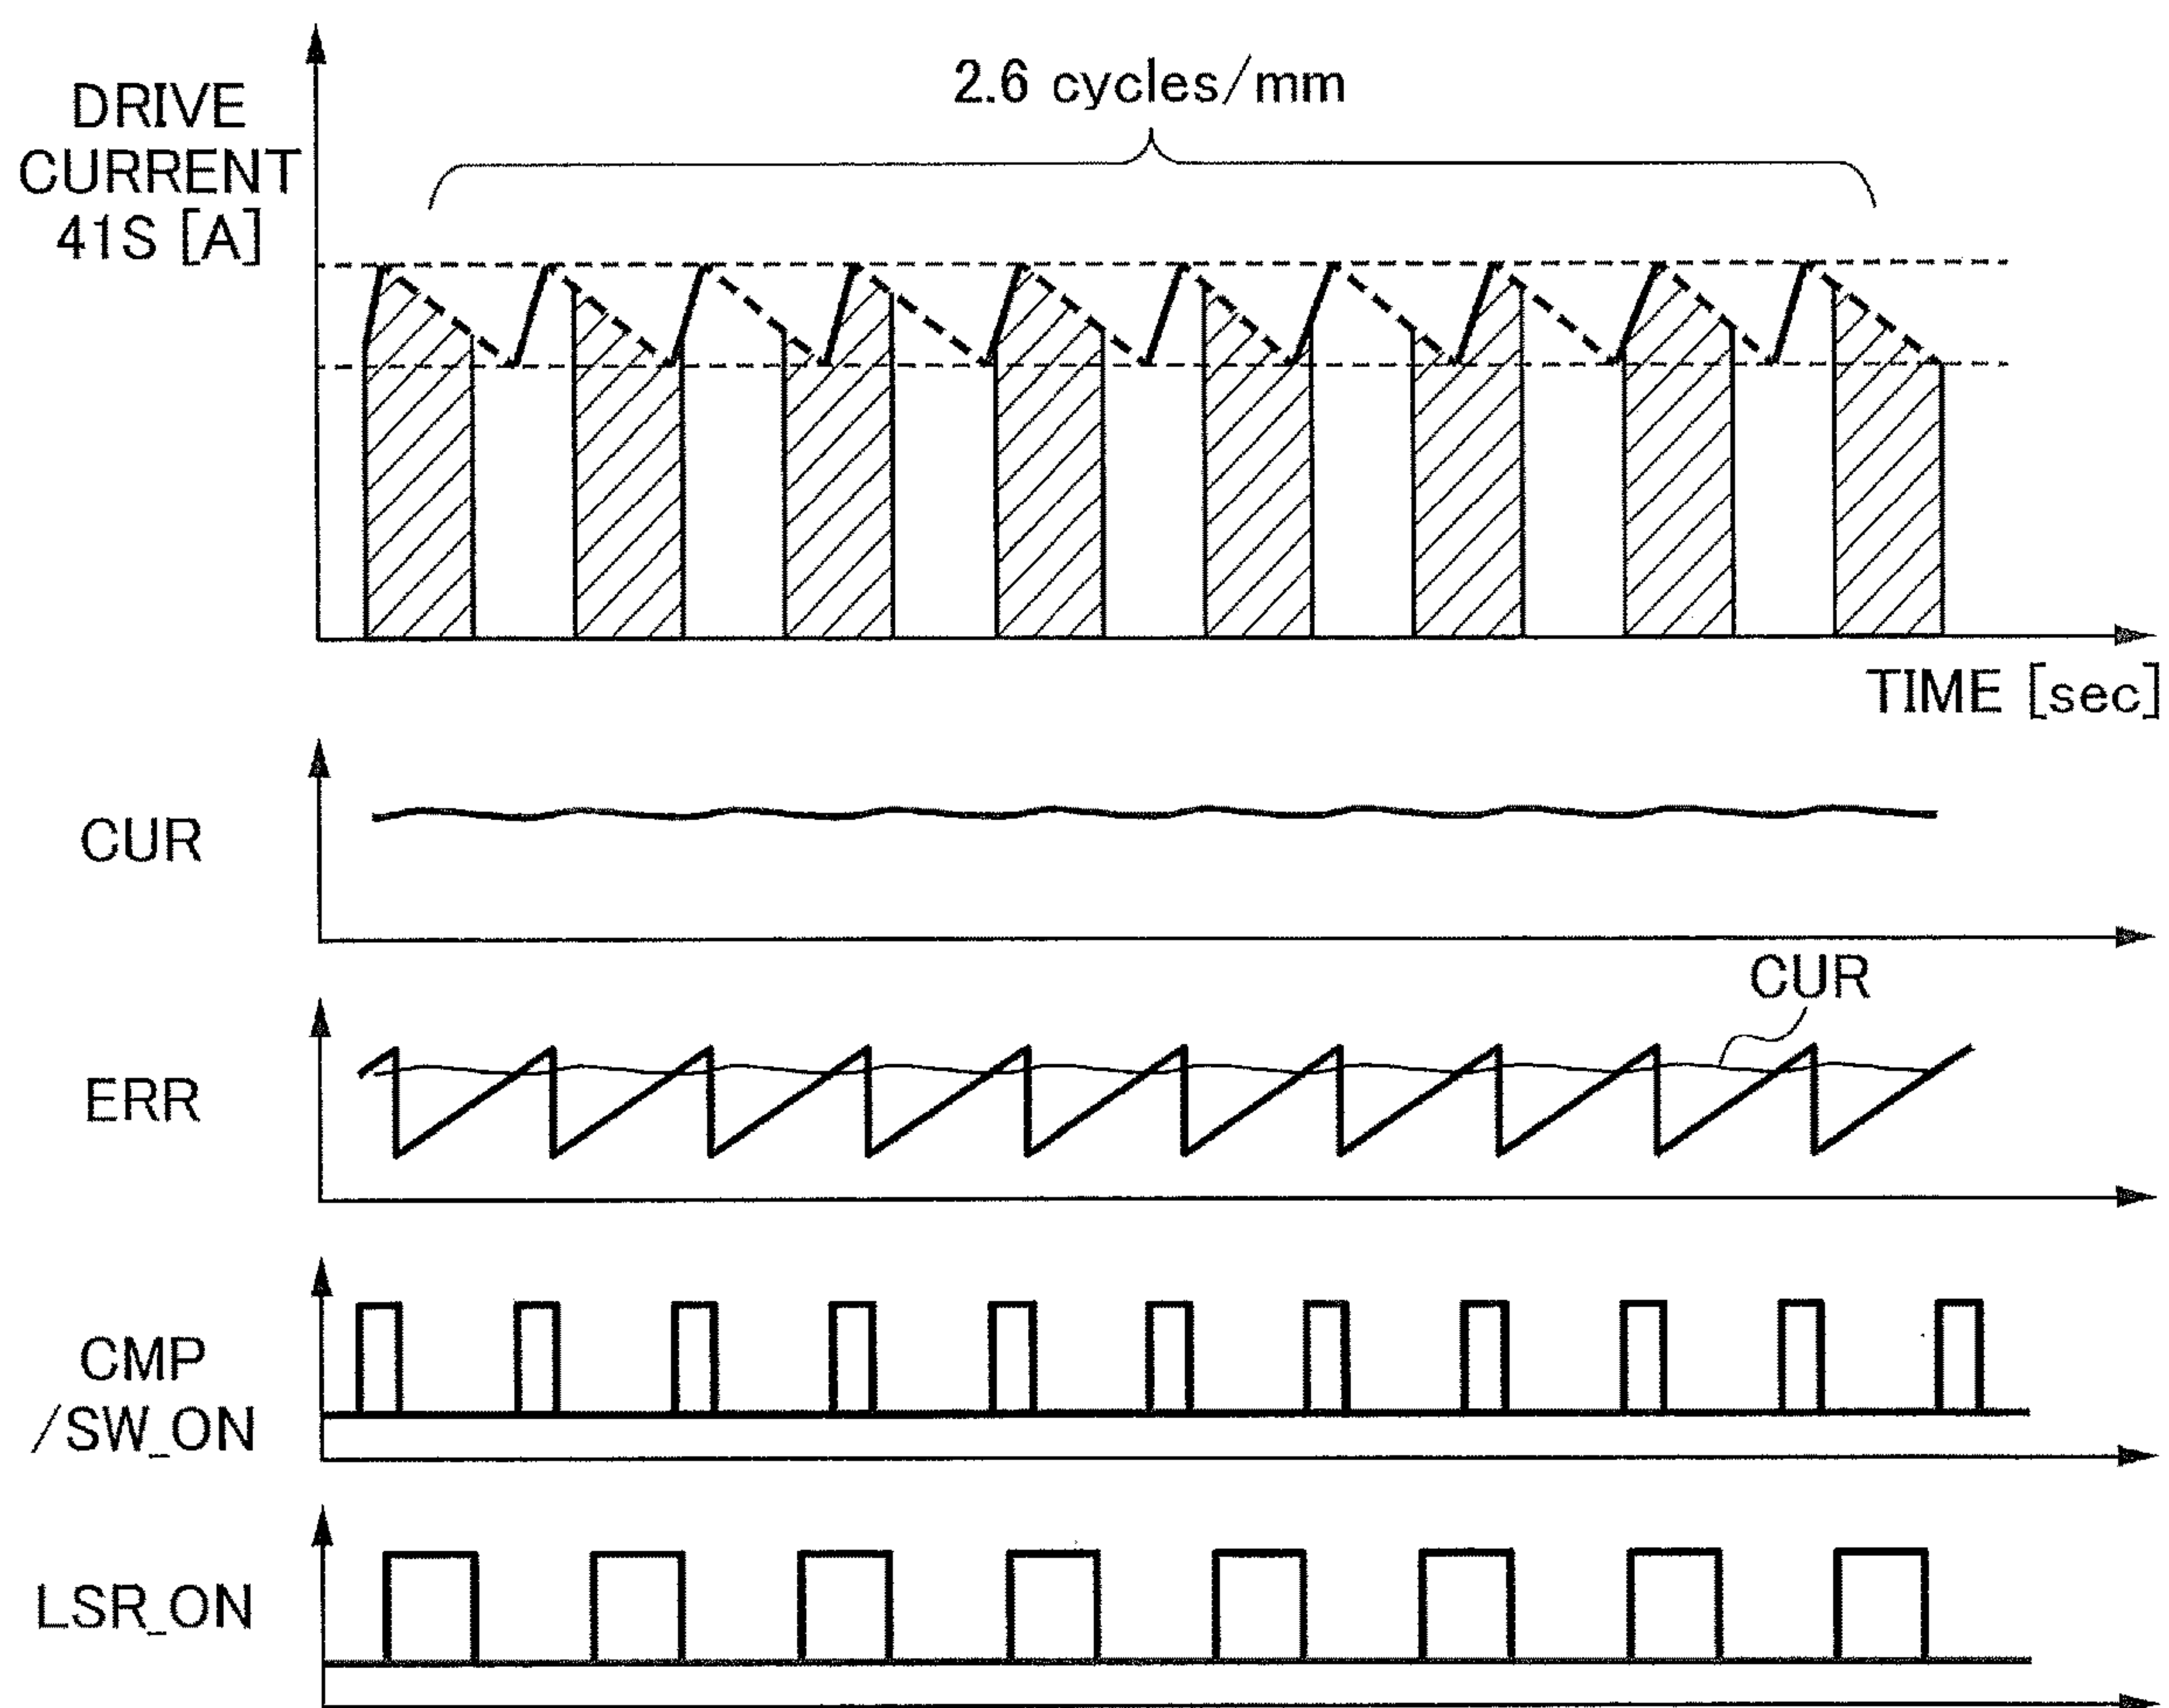 2.6 cycles/mm
DRIVE
CURRENT
41S [A]
TIME [sec]
CUR
CUR
ERR
CMP
/SW_ON
LSR_ON